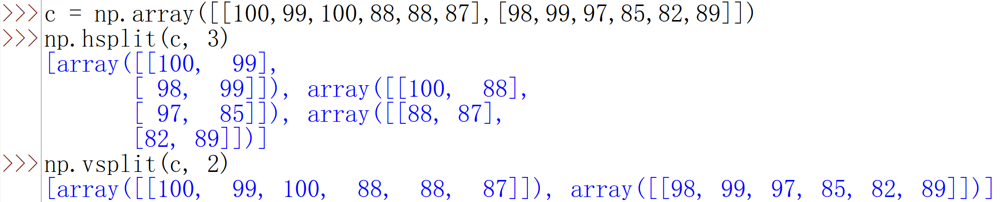 >>> c = np.array([[100,99,100,88,88,87],[98,99,97,85,82,89]])
>>> np.hsplit(c, 3)
[array([[100,  99],
       [ 98,  99]]), array([[100,  88],
       [ 97,  85]]), array([[88, 87],
       [82, 89]])]
>>> np.vsplit(c, 2)
[array([[100,  99, 100,  88,  88,  87]]), array([[98, 99, 97, 85, 82, 89]])]